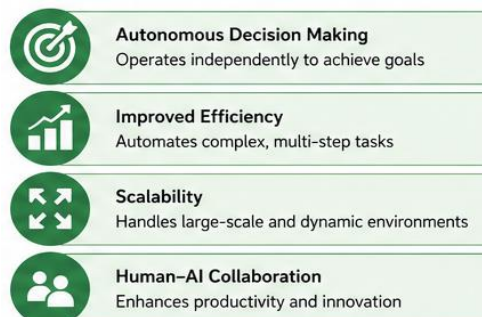 Autonomous Decision Making
Operates independently to achieve goals
Improved Efficiency
Automates complex, multi-step tasks
Scalability
Handles large-scale and dynamic environments
Human–AI Collaboration
Enhances productivity and innovation